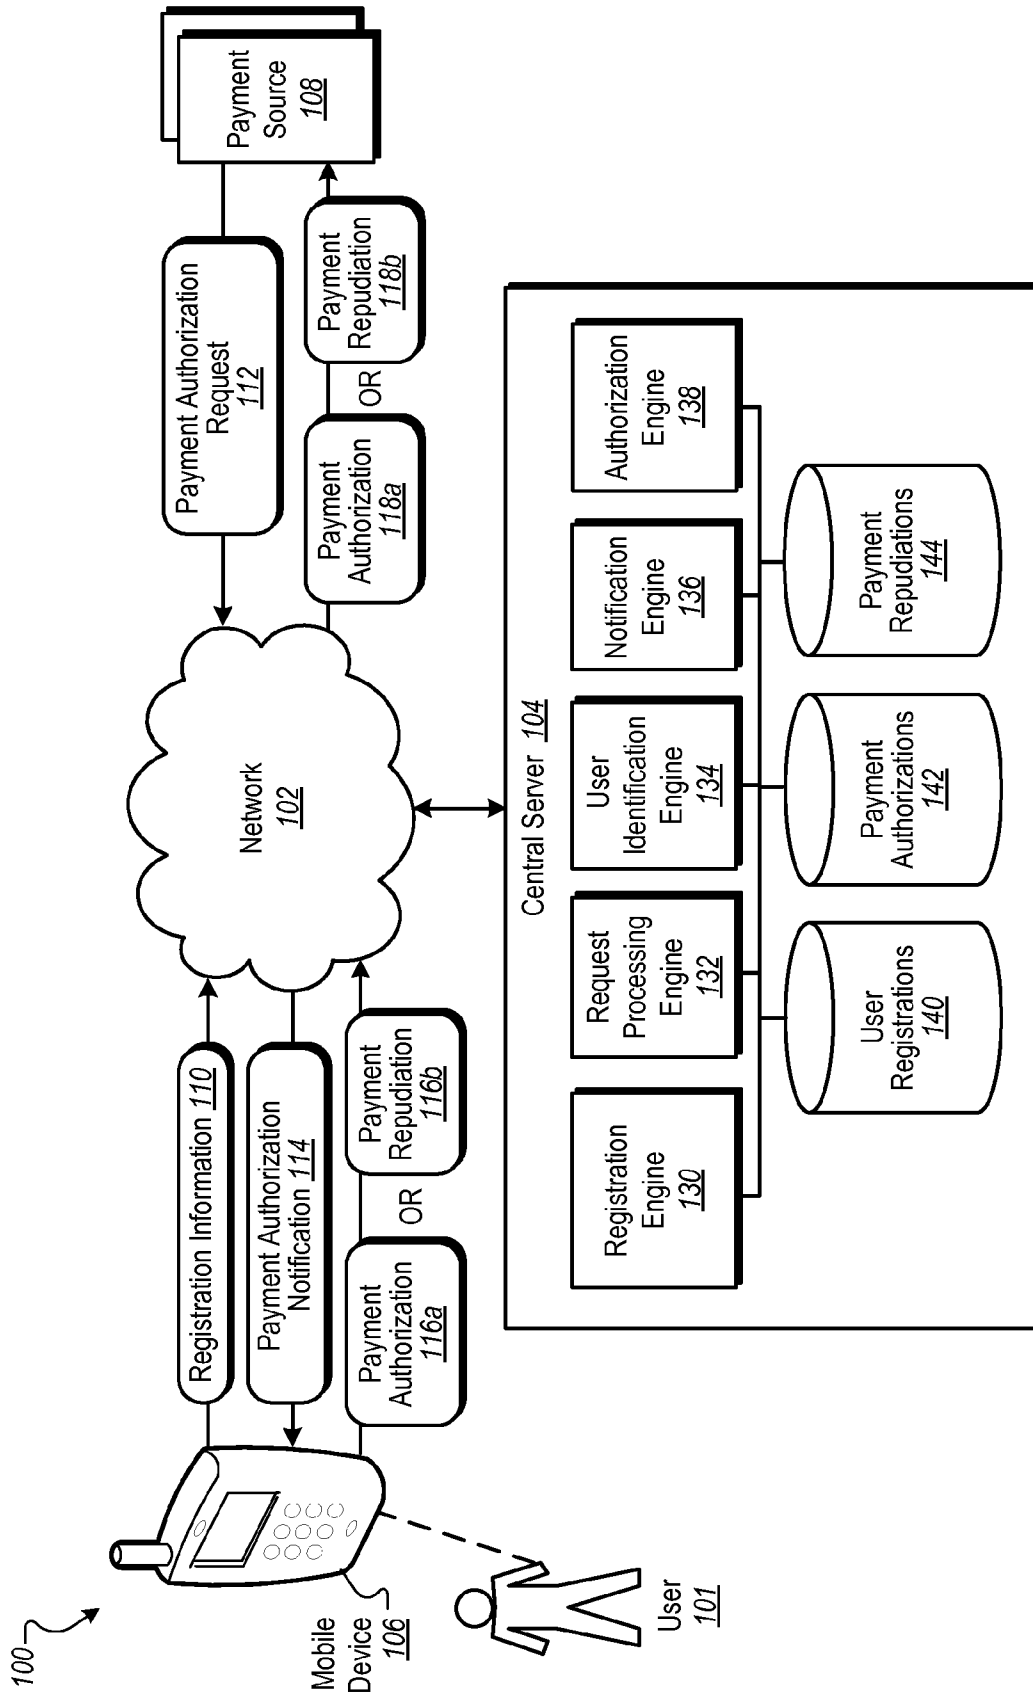 100
Mobile
Device
106
User
101
Registration Information 110
Payment Authorization
Notification 114
Payment
Authorization
116a
OR
Payment
Repudiation
116b
Network
102
Payment Authorization
Request
112
Payment
Authorization
118a
OR
Payment
Repudiation
118b
Payment
Source
108
Central Server 104
Registration
Engine
130
Request
Processing
Engine
132
User
Identification
Engine
134
Notification
Engine
136
Authorization
Engine
138
User
Registrations
140
Payment
Authorizations
142
Payment
Repudiations
144